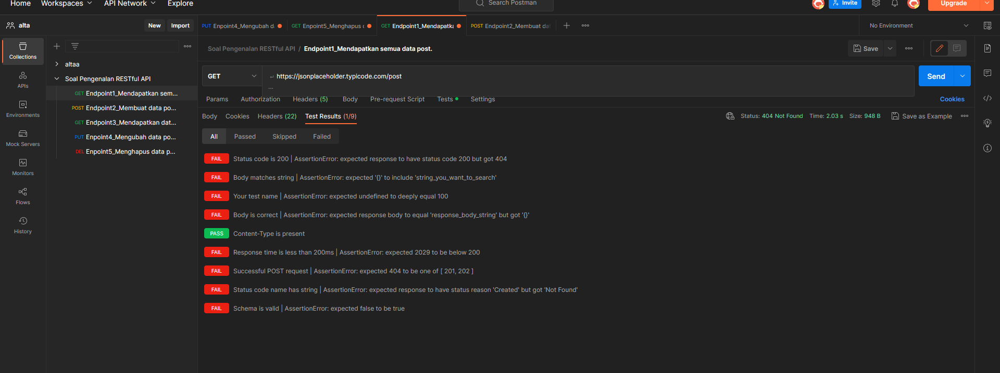 Home Workspaces API Network Explore Search Postman Invite Upgrade
alta New Import PUT Enpoint4_Mengubah d GET Enpoint5_Menghapus GET Endpoint1_Mendapatka POST Endpoint2_Membuat da No Environment
Soal Pengenalan RESTful API / Endpoint1_Mendapatkan semua data post. Save
Collections
APIs
Environments
Mock Servers
Monitors
Flows
History
altaa
Soal Pengenalan RESTful API
GET Endpoint1_Mendapatkan sem...
POST Endpoint2_Membuat data po...
GET Endpoint3_Mendapatkan dat...
PUT Enpoint4_Mengubah data po...
DEL Enpoint5_Menghapus data p...
GET https://jsonplaceholder.typicode.com/post Send
...
Params Authorization Headers (5) Body Pre-request Script Tests Settings Cookies
Body Cookies Headers (22) Test Results (1/9) Status: 404 Not Found Time: 2.03 s Size: 948 B Save as Example
All Passed Skipped Failed
FAIL Status code is 200 | AssertionError: expected response to have status code 200 but got 404
FAIL Body matches string | AssertionError: expected '{}' to include 'string_you_want_to_search'
FAIL Your test name | AssertionError: expected undefined to deeply equal 100
FAIL Body is correct | AssertionError: expected response body to equal 'response_body_string' but got '{}'
PASS Content-Type is present
FAIL Response time is less than 200ms | AssertionError: expected 2029 to be below 200
FAIL Successful POST request | AssertionError: expected 404 to be one of [ 201, 202 ]
FAIL Status code name has string | AssertionError: expected response to have status reason 'Created' but got 'Not Found'
FAIL Schema is valid | AssertionError: expected false to be true